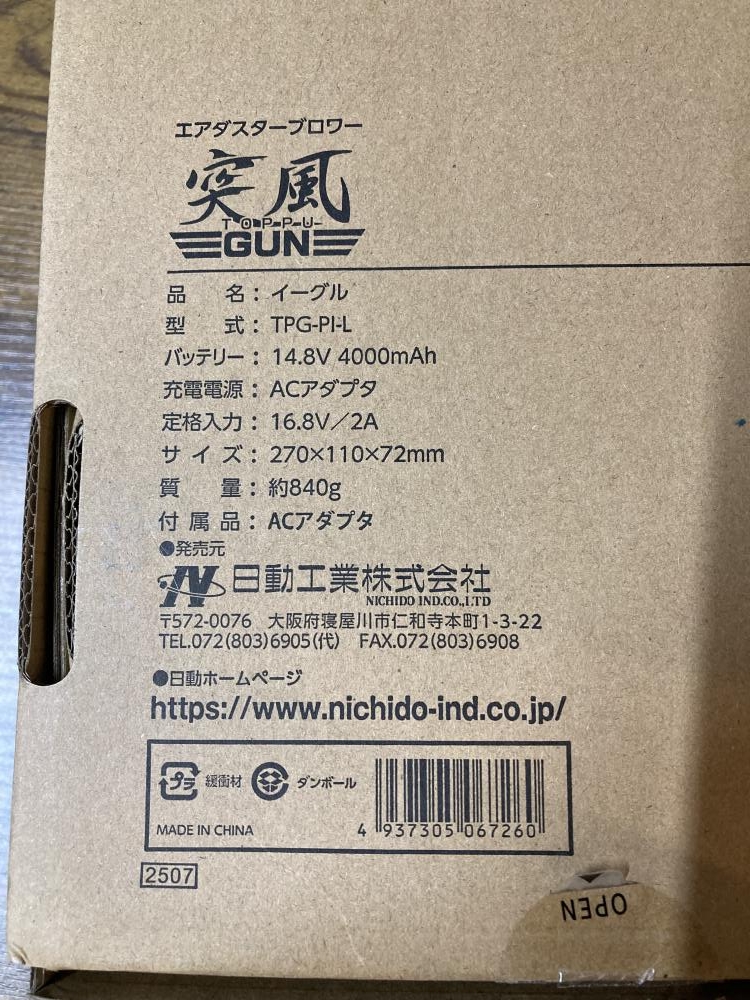 エアダスターブロワー
突風
TOPPU
GUN
品名：イーグル
型式：TPG-PI-L
バッテリー：14.8V 4000mAh
充電電源：ACアダプタ
定格入力：16.8V／2A
サイズ：270×110×72mm
質量：約840g
付属品：ACアダプタ
●発売元
日動工業株式会社
NICHIDO IND.CO.,LTD
〒572-0076 大阪府寝屋川市仁和寺本町1-3-22
TEL.072(803)6905(代) FAX.072(803)6908
●日動ホームページ
https://www.nichido-ind.co.jp/
プラ 緩衝材 ダンボール
MADE IN CHINA
4 937305 067260
2507
OPEN